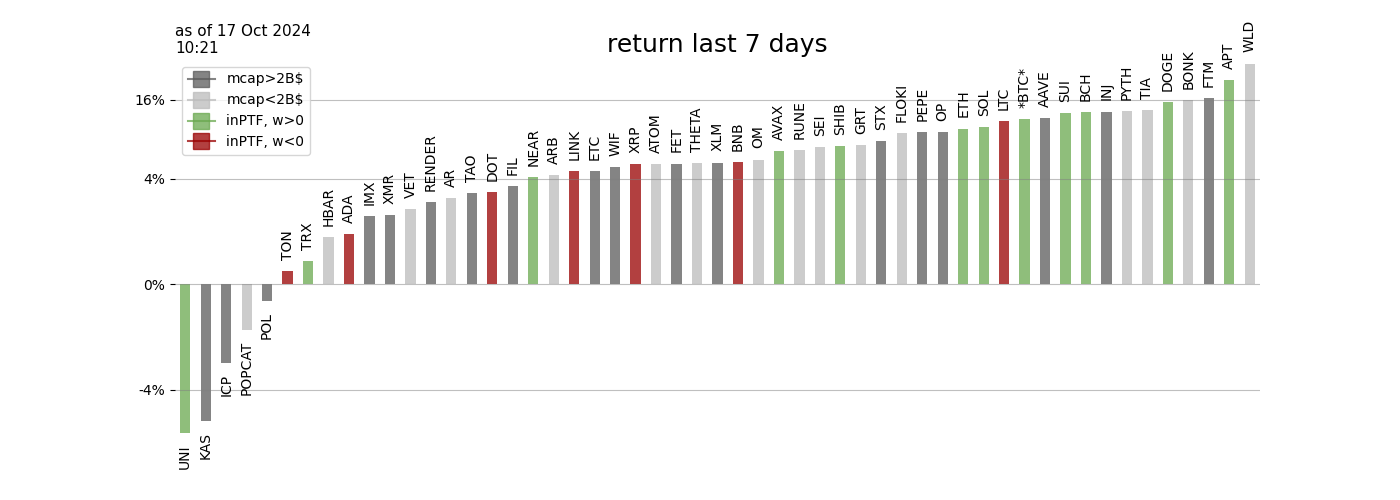 as of 17 Oct 2024
10:21
return last 7 days
mcap>2B$
mcap<2B$
inPTF, w>0
inPTF, w<0
16%
4%
0%
-4%
UNI
KAS
ICP
POPCAT
POL
TON
TRX
HBAR
ADA
IMX
XMR
VET
RENDER
AR
TAO
DOT
FIL
NEAR
ARB
LINK
ETC
WIF
XRP
ATOM
FET
THETA
XLM
BNB
OM
AVAX
RUNE
SEI
SHIB
GRT
STX
FLOKI
PEPE
OP
ETH
SOL
LTC
*BTC*
AAVE
SUI
BCH
INJ
PYTH
TIA
DOGE
BONK
FTM
APT
WLD